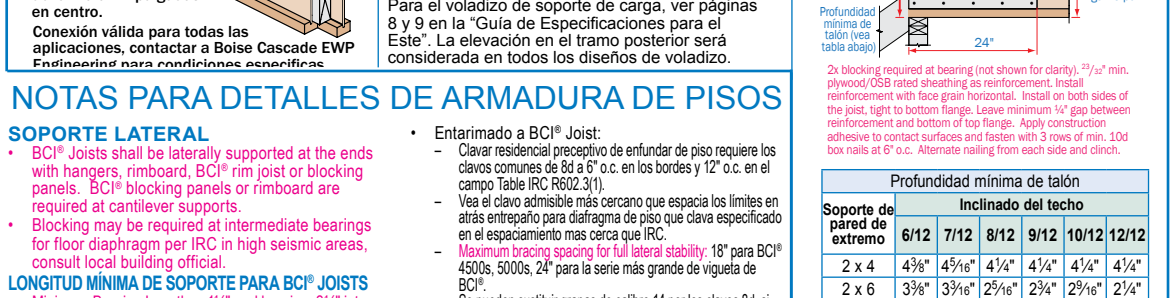 en centro.
Conexión válida para todas las
aplicaciones, contactar a Boise Cascade EWP
Engineering para condiciones especificas
Para el voladizo de soporte de carga, ver páginas
8 y 9 en la “Guía de Especificaciones para el
Este”. La elevación en el tramo posterior será
considerada en todos los diseños de voladizo.
Profundidad
mínima de
talón (vea
tabla abajo)
24"
2x blocking required at bearing (not shown for clarity). 23/32" min.
plywood/OSB rated sheathing as reinforcement. Install
reinforcement with face grain horizontal. Install on both sides of
the joist, tight to bottom flange. Leave minimum ¼" gap between
reinforcement and bottom of top flange. Apply construction
adhesive to contact surfaces and fasten with 3 rows of min. 10d
box nails at 6" o.c. Alternate nailing from each side and clinch.
NOTAS PARA DETALLES DE ARMADURA DE PISOS
SOPORTE LATERAL
• BCI® Joists shall be laterally supported at the ends
with hangers, rimboard, BCI® rim joist or blocking
panels. BCI® blocking panels or rimboard are
required at cantilever supports.
• Blocking may be required at intermediate bearings
for floor diaphragm per IRC in high seismic areas,
consult local building official.
LONGITUD MÍNIMA DE SOPORTE PARA BCI® JOISTS
• Entarimado a BCI® Joist:
– Clavar residencial preceptivo de enfundar de piso requiere los
clavos comunes de 8d a 6" o.c. en los bordes y 12" o.c. en el
campo Table IRC R602.3(1).
– Vea el clavo admisible más cercano que espacia los límites en
atrás entrepaño para diafragma de piso que clava especificado
en el espaciamiento mas cerca que IRC.
– Maximum bracing spacing for full lateral stability: 18" para BCI®
4500s, 5000s, 24" para la serie más grande de vigueta de
BCI®.
Profundidad mínima de talón
Soporte de pared de extremo Inclinado del techo
6/12 7/12 8/12 9/12 10/12 12/12
2 x 4 4⅜" 4 5/16" 4¼" 4¼" 4¼" 4¼"
2 x 6 3⅜" 3 3/16" 2 5/16" 2¾" 2 9/16" 2¼"